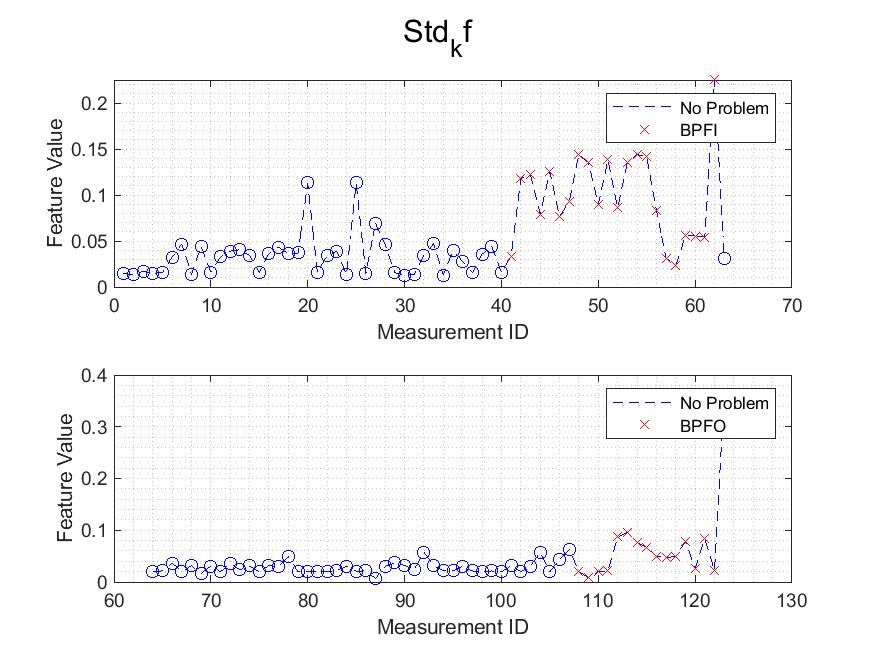 Std_kf
0.2
0.15
0.1
0.05
0
Feature Value
No Problem
BPFI
0 10 20 30 40 50 60 70
Measurement ID
0.4
0.3
0.2
0.1
0
Feature Value
No Problem
BPFO
60 70 80 90 100 110 120 130
Measurement ID